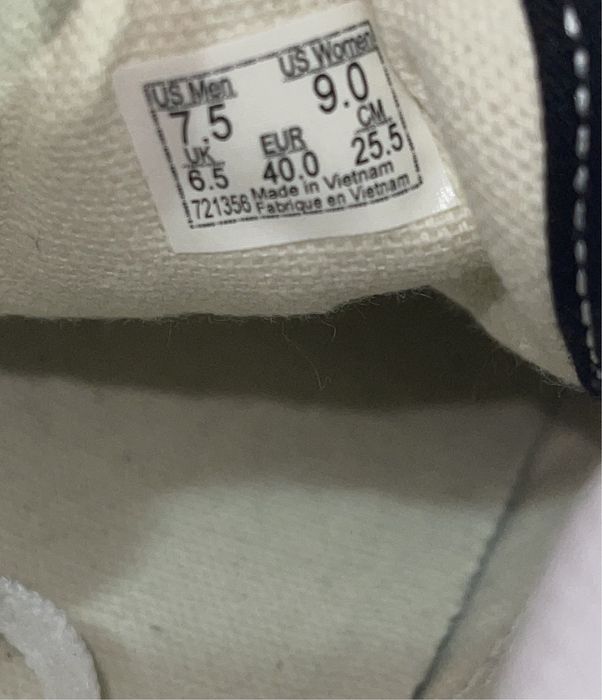 US Men US Women
7.5 9.0
UK EUR CM
6.5 40.0 25.5
721356 Made in Vietnam
Fabrique en Vietnam